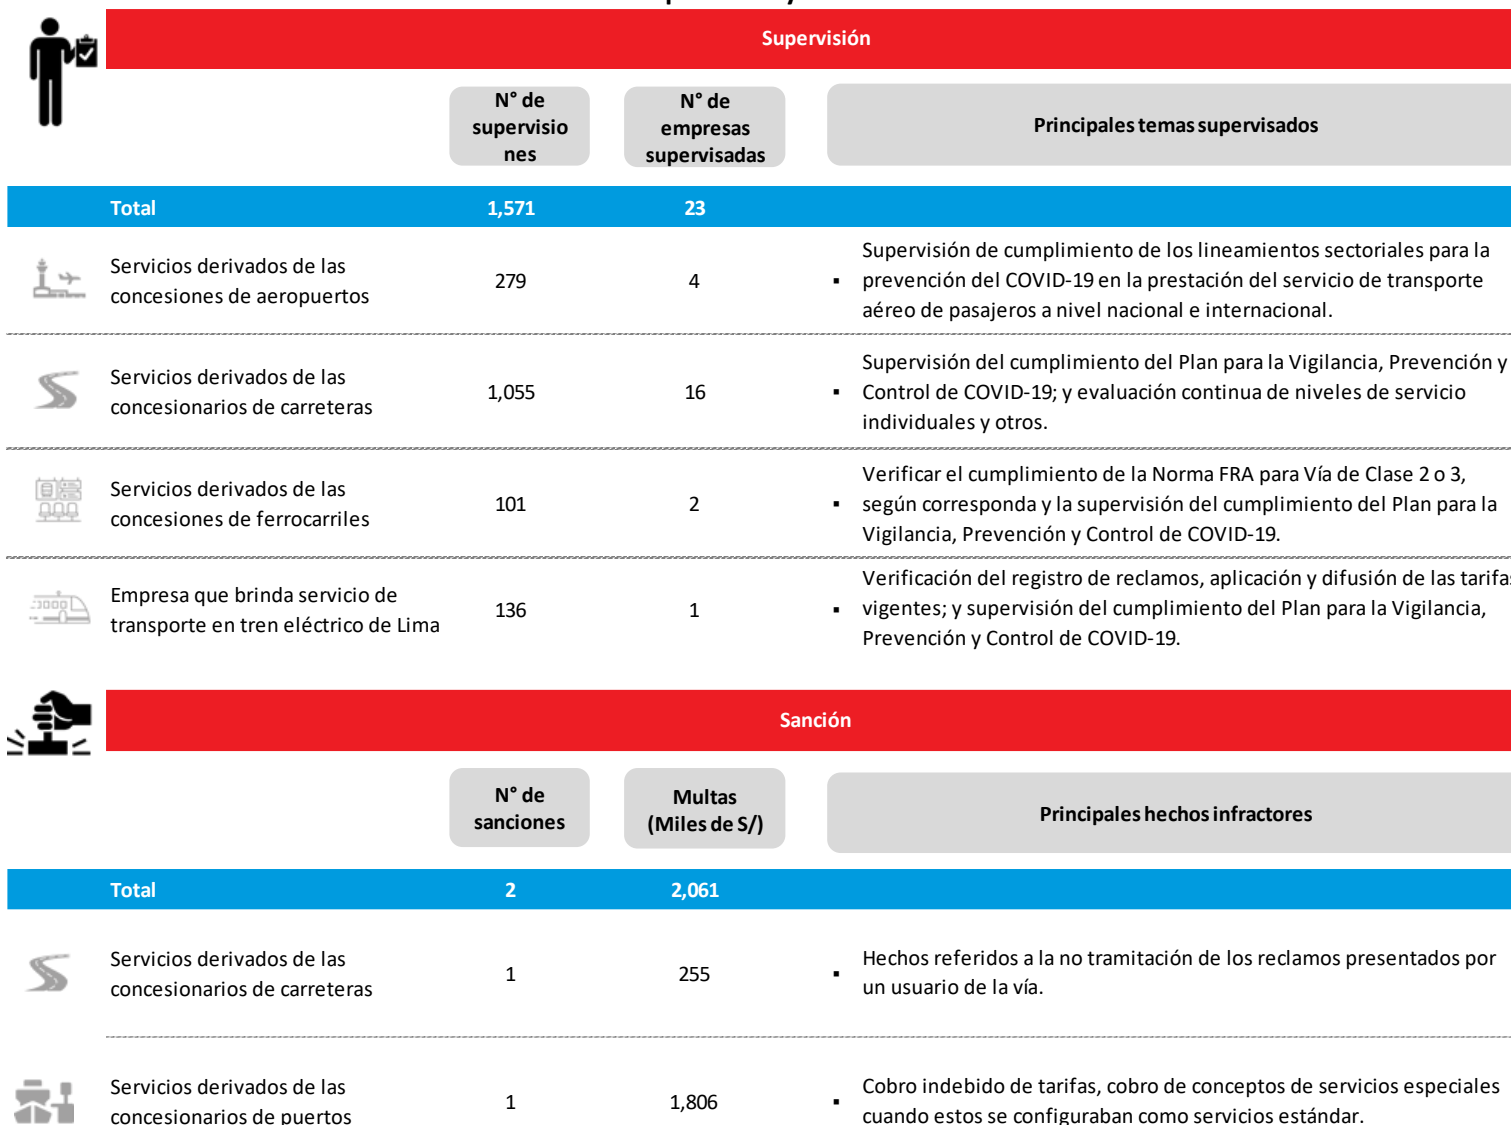 Supervisión
N° de
supervisio
nes
N° de
empresas
supervisadas
Principales temas supervisados
Total 1,571 23
Servicios derivados de las
concesiones de aeropuertos
279
4
Supervisión de cumplimiento de los lineamientos sectoriales para la
▪ prevención del COVID-19 en la prestación del servicio de transporte
aéreo de pasajeros a nivel nacional e internacional.
Servicios derivados de las
concesionarios de carreteras
1,055
16
Supervisión del cumplimiento del Plan para la Vigilancia, Prevención y
▪ Control de COVID-19; y evaluación continua de niveles de servicio
individuales y otros.
Servicios derivados de las
concesiones de ferrocarriles
101
2
Verificar el cumplimiento de la Norma FRA para Vía de Clase 2 o 3,
▪ según corresponda y la supervisión del cumplimiento del Plan para la
Vigilancia, Prevención y Control de COVID-19.
Empresa que brinda servicio de
transporte en tren eléctrico de Lima
136
1
Verificación del registro de reclamos, aplicación y difusión de las tarifas
▪ vigentes; y supervisión del cumplimiento del Plan para la Vigilancia,
Prevención y Control de COVID-19.
Sanción
N° de
sanciones
Multas
(Miles de S/)
Principales hechos infractores
Total 2 2,061
Servicios derivados de las
concesionarios de carreteras
1
255
▪ Hechos referidos a la no tramitación de los reclamos presentados por
un usuario de la vía.
Servicios derivados de las
concesionarios de puertos
1
1,806
▪ Cobro indebido de tarifas, cobro de conceptos de servicios especiales
cuando estos se configuraban como servicios estándar.